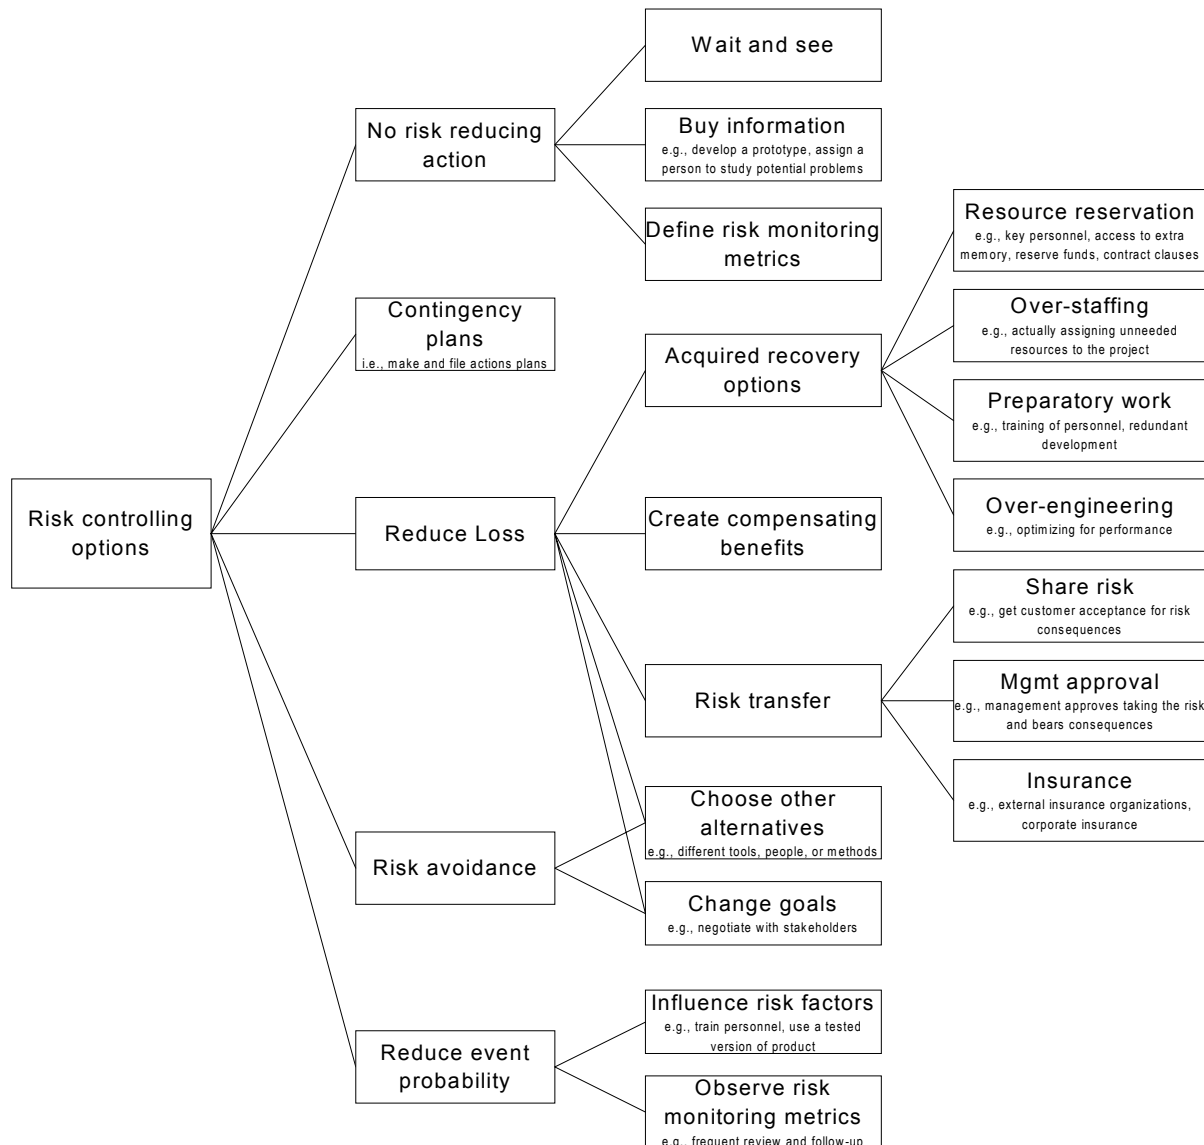 Wait and see
No risk reducing
action
Buy information
e.g., develop a prototype, assign a
person to study potential problems
Define risk monitoring
metrics
Resource reservation
e.g., key personnel, access to extra
memory, reserve funds, contract clauses
Contingency
plans
i.e., make and file actions plans
Acquired recovery
options
Over-staffing
e.g., actually assigning unneeded
resources to the project
Preparatory work
e.g., training of personnel, redundant
development
Risk controlling
options
Reduce Loss
Create compensating
benefits
Over-engineering
e.g., optimizing for performance
Share risk
e.g., get customer acceptance for risk
consequences
Risk transfer
Mgmt approval
e.g., management approves taking the risk
and bears consequences
Insurance
e.g., external insurance organizations,
corporate insurance
Risk avoidance
Choose other
alternatives
e.g., different tools, people, or methods
Change goals
e.g., negotiate with stakeholders
Reduce event
probability
Influence risk factors
e.g., train personnel, use a tested
version of product
Observe risk
monitoring metrics
e.g., frequent review and follow-up